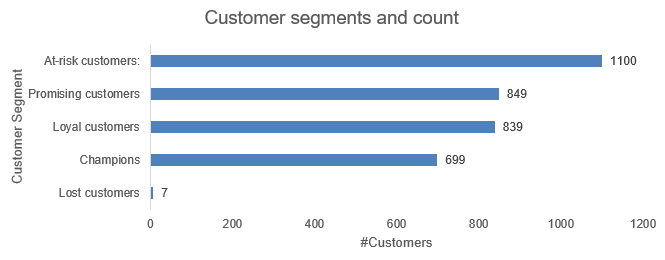 Customer segments and count
Customer Segment
At-risk customers: 1100
Promising customers 849
Loyal customers 839
Champions 699
Lost customers 7
0 200 400 600 800 1000 1200
#Customers